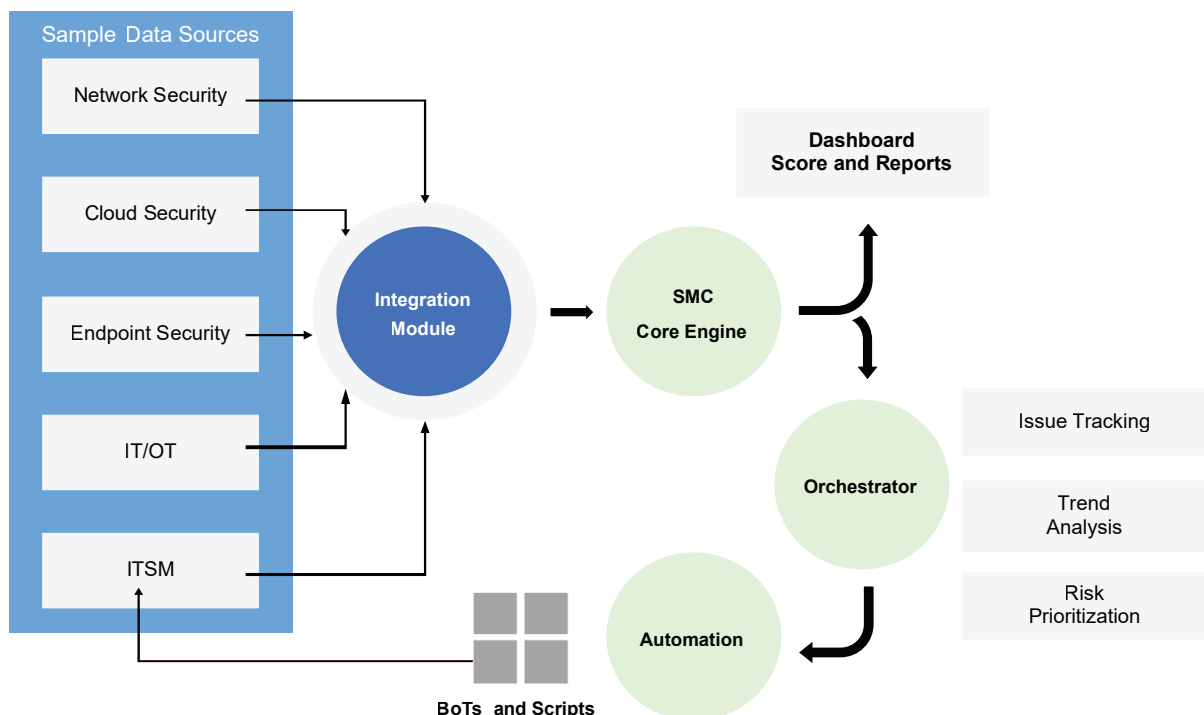 Sample Data Sources
Network Security
Cloud Security
Endpoint Security
IT/OT
ITSM
Integration
Module
SMC
Core Engine
Dashboard
Score and Reports
Orchestrator
Issue Tracking
Trend
Analysis
Risk
Prioritization
Automation
BoTs and Scripts